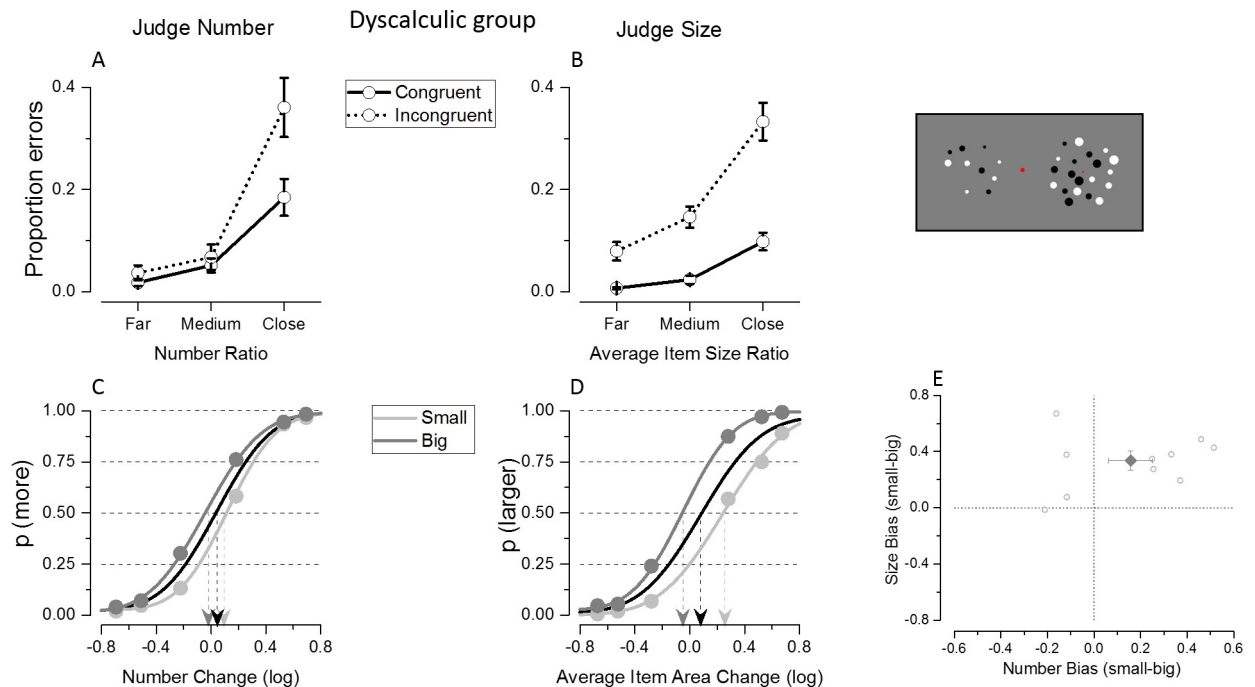 Dyscalculic group
Judge Number
Judge Size
A
B
Proportion errors
0.4
0.2
0.0
Far Medium Close
Number Ratio
Congruent
Incongruent
0.4
0.2
0.0
Far Medium Close
Average Item Size Ratio
C
p (more)
1.00
0.75
0.50
0.25
0.00
-0.8 -0.4 0.0 0.4 0.8
Number Change (log)
Small
Big
D
p (larger)
1.00
0.75
0.50
0.25
0.00
-0.8 -0.4 0.0 0.4 0.8
Average Item Area Change (log)
E
Size Bias (small-big)
0.8
0.4
0.0
-0.4
-0.8
-0.6 -0.4 -0.2 0.0 0.2 0.4 0.6
Number Bias (small-big)